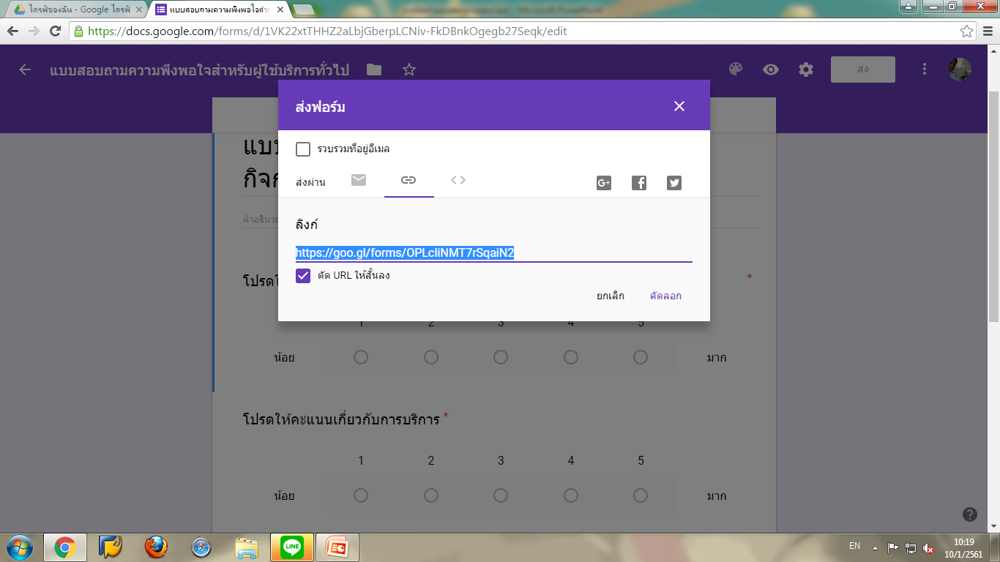 ไดรฟ์ของฉัน - Google ไดรฟ์
แบบสอบถามความพึงพอใจสำห
https://docs.google.com/forms/d/1VK22xtTHHZ2aLbjGberpLCNiv-FkDBnkOgegb27Seqk/edit
แบบสอบถามความพึงพอใจสำหรับผู้ใช้บริการทั่วไป
ส่ง
ส่งฟอร์ม
รวบรวมที่อยู่อีเมล
ส่งผ่าน
G+
ลิงก์
https://goo.gl/forms/OPLcIiNMT7rSqaiN2
ตัด URL ให้สั้นลง
ยกเลิก คัดลอก
แบบ
กิจก
คำอธิบาย
โปรดให้ *
1 2 3 4 5
น้อย มาก
โปรดให้คะแนนเกี่ยวกับการบริการ *
1 2 3 4 5
น้อย มาก
LINE
EN
10:19
10/1/2561